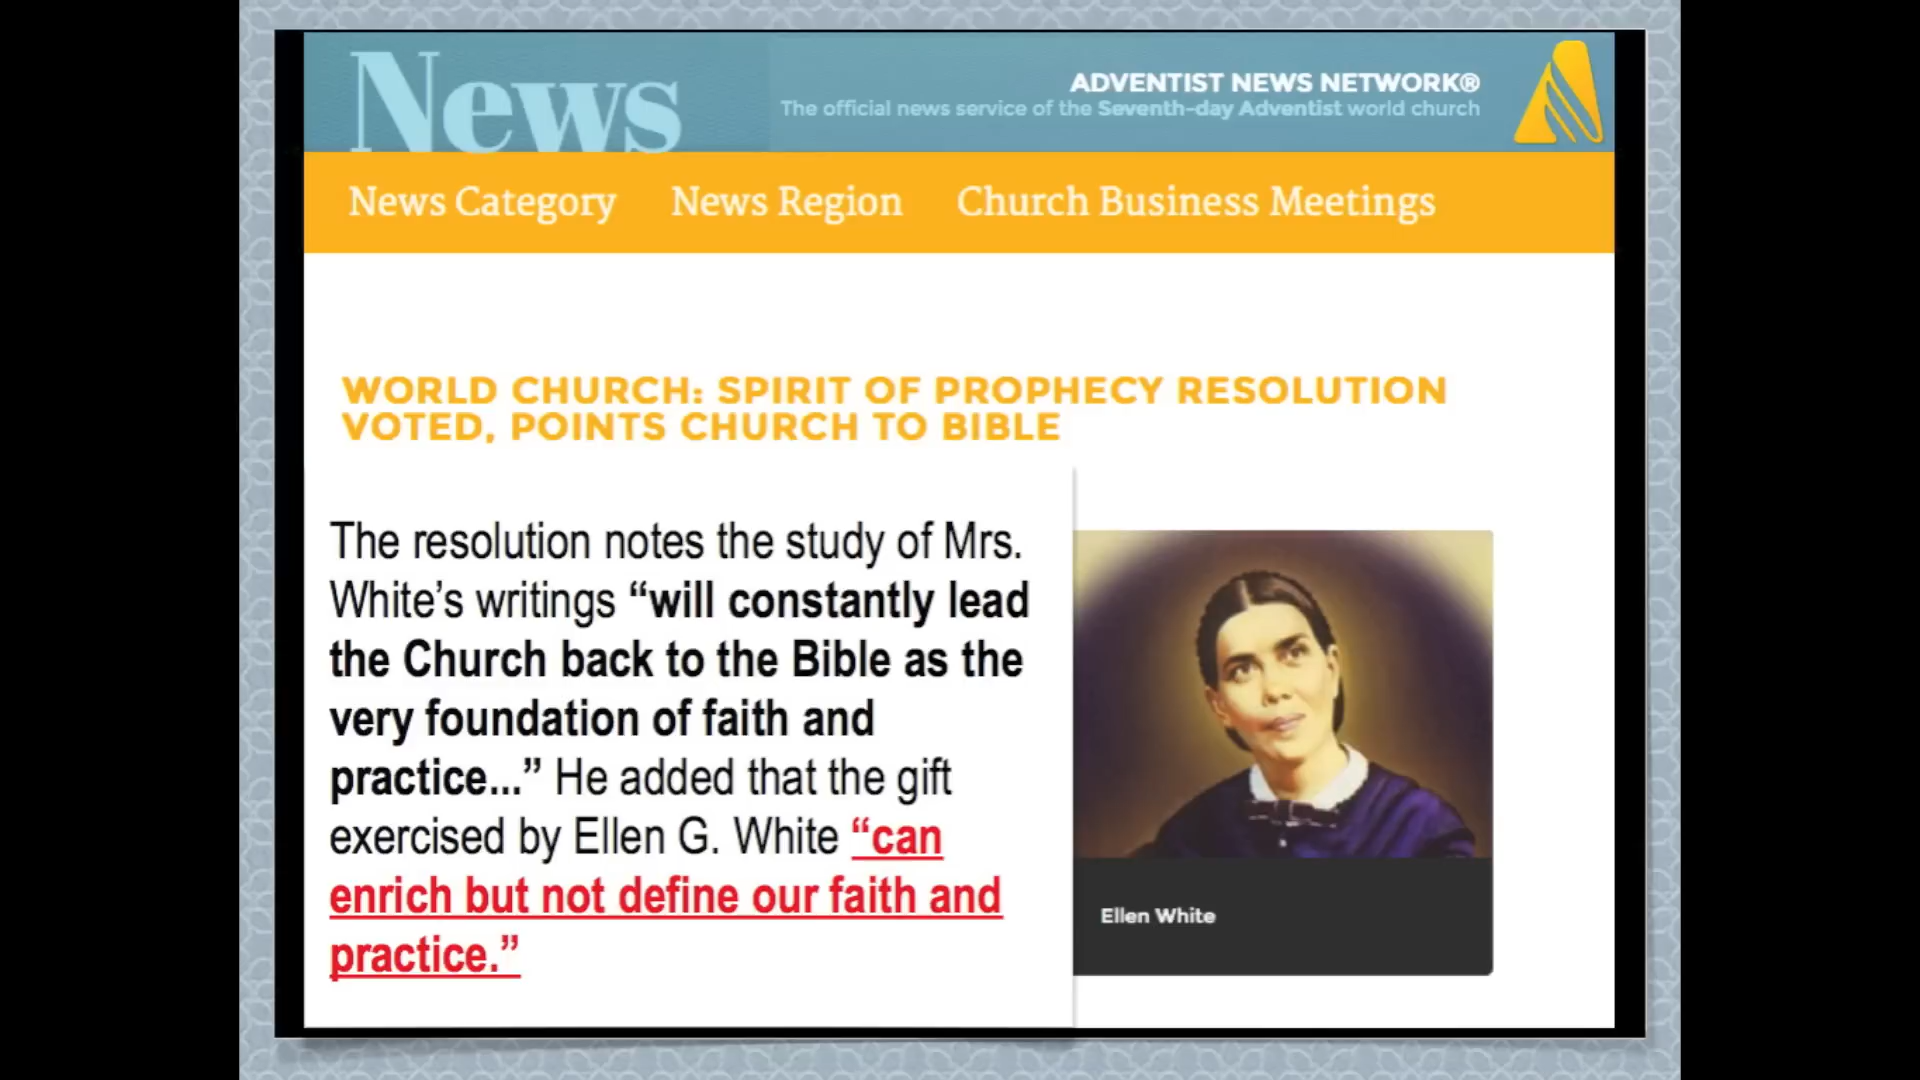 News
ADVENTIST NEWS NETWORK®
The official news service of the Seventh-day Adventist world church
News Category News Region Church Business Meetings
WORLD CHURCH: SPIRIT OF PROPHECY RESOLUTION
VOTED, POINTS CHURCH TO BIBLE
The resolution notes the study of Mrs.
White’s writings “will constantly lead
the Church back to the Bible as the
very foundation of faith and
practice...” He added that the gift
exercised by Ellen G. White “can
enrich but not define our faith and
practice.”
Ellen White